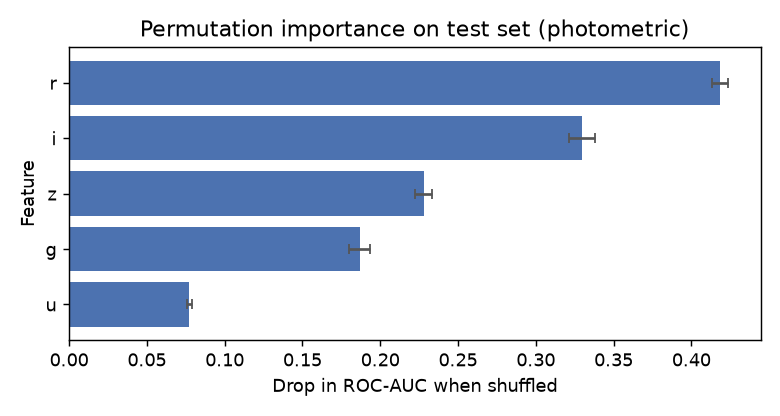 Permutation importance on test set (photometric)
Feature
r
i
z
g
u
0.00 0.05 0.10 0.15 0.20 0.25 0.30 0.35 0.40
Drop in ROC-AUC when shuffled